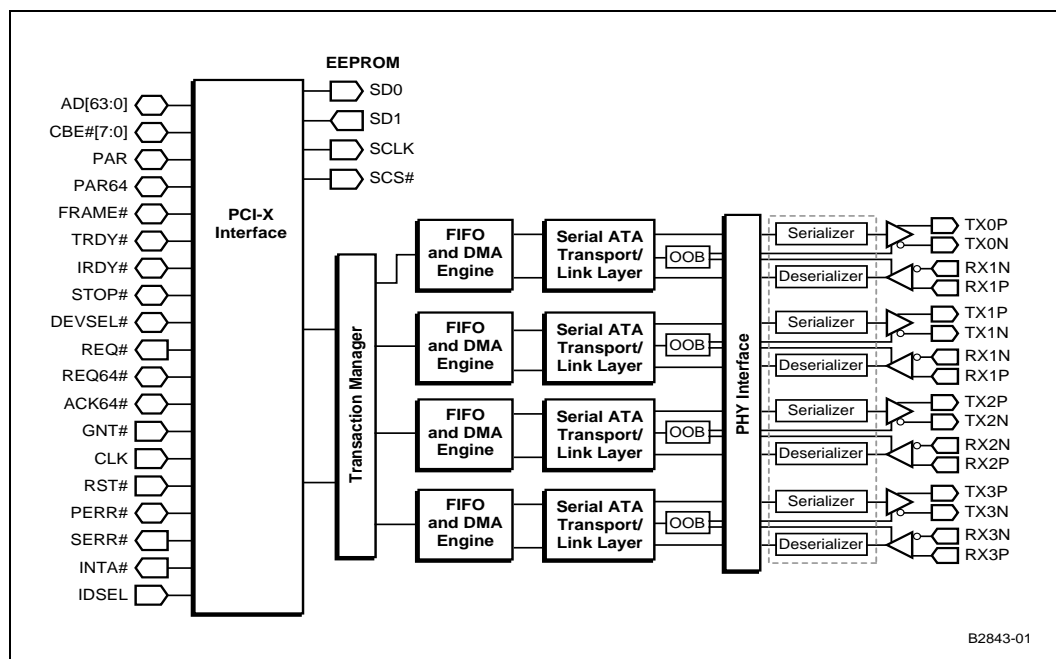 EEPROM
SD0
SD1
SCLK
SCS#
AD[63:0]
CBE#[7:0]
PAR
PAR64
FRAME#
TRDY#
IRDY#
STOP#
DEVSEL#
REQ#
REQ64#
ACK64#
GNT#
CLK
RST#
PERR#
SERR#
INTA#
IDSEL
PCI-X
Interface
Transaction Manager
FIFO
and DMA
Engine
Serial ATA
Transport/
Link Layer
OOB
FIFO
and DMA
Engine
Serial ATA
Transport/
Link Layer
OOB
FIFO
and DMA
Engine
Serial ATA
Transport/
Link Layer
OOB
FIFO
and DMA
Engine
Serial ATA
Transport/
Link Layer
OOB
PHY Interface
Serializer
Deserializer
Serializer
Deserializer
Serializer
Deserializer
Serializer
Deserializer
TX0P
TX0N
RX1N
RX1P
TX1P
TX1N
RX1N
RX1P
TX2P
TX2N
RX2N
RX2P
TX3P
TX3N
RX3N
RX3P
B2843-01